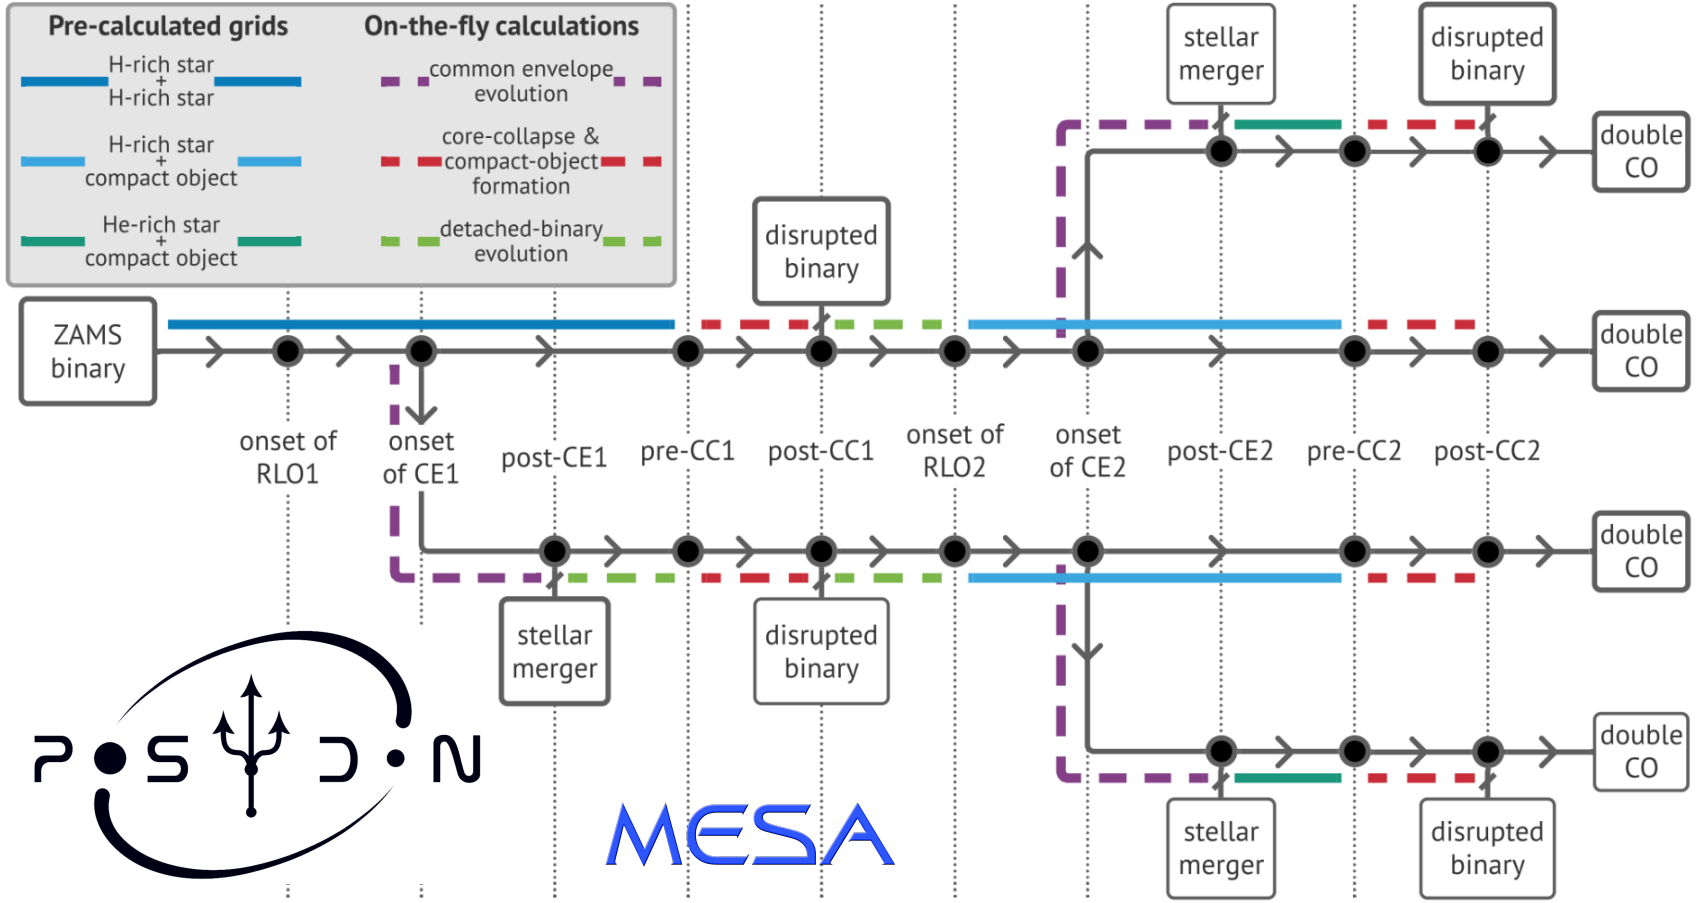 Pre-calculated grids
H-rich star
+
H-rich star
H-rich star
+
compact object
He-rich star
+
compact object
On-the-fly calculations
common envelope
evolution
core-collapse &
compact-object
formation
detached-binary
evolution
stellar
merger
disrupted
binary
double
CO
disrupted
binary
ZAMS
binary
double
CO
onset of
RLO1
onset
of CE1
post-CE1
pre-CC1
post-CC1
onset of
RLO2
onset
of CE2
post-CE2
pre-CC2
post-CC2
double
CO
stellar
merger
disrupted
binary
double
CO
POSYDON
MESA
stellar
merger
disrupted
binary